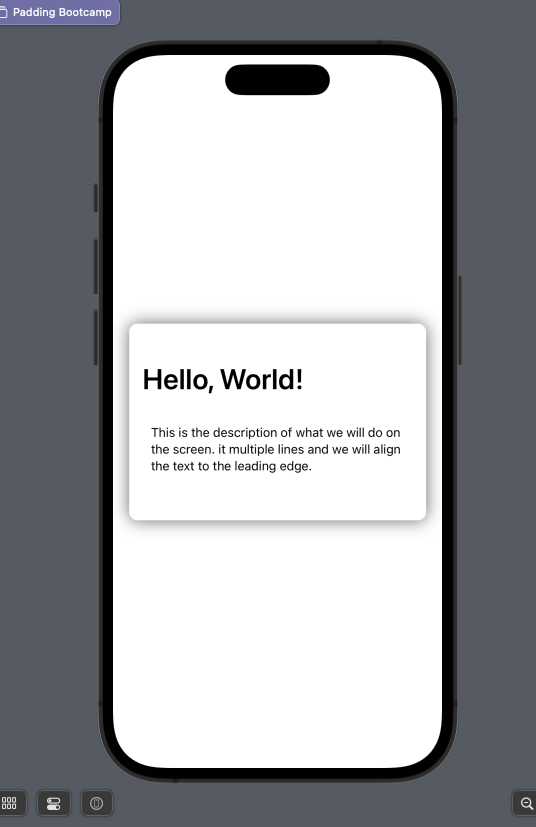 Padding Bootcamp
Hello, World!
This is the description of what we will do on
the screen. it multiple lines and we will align
the text to the leading edge.